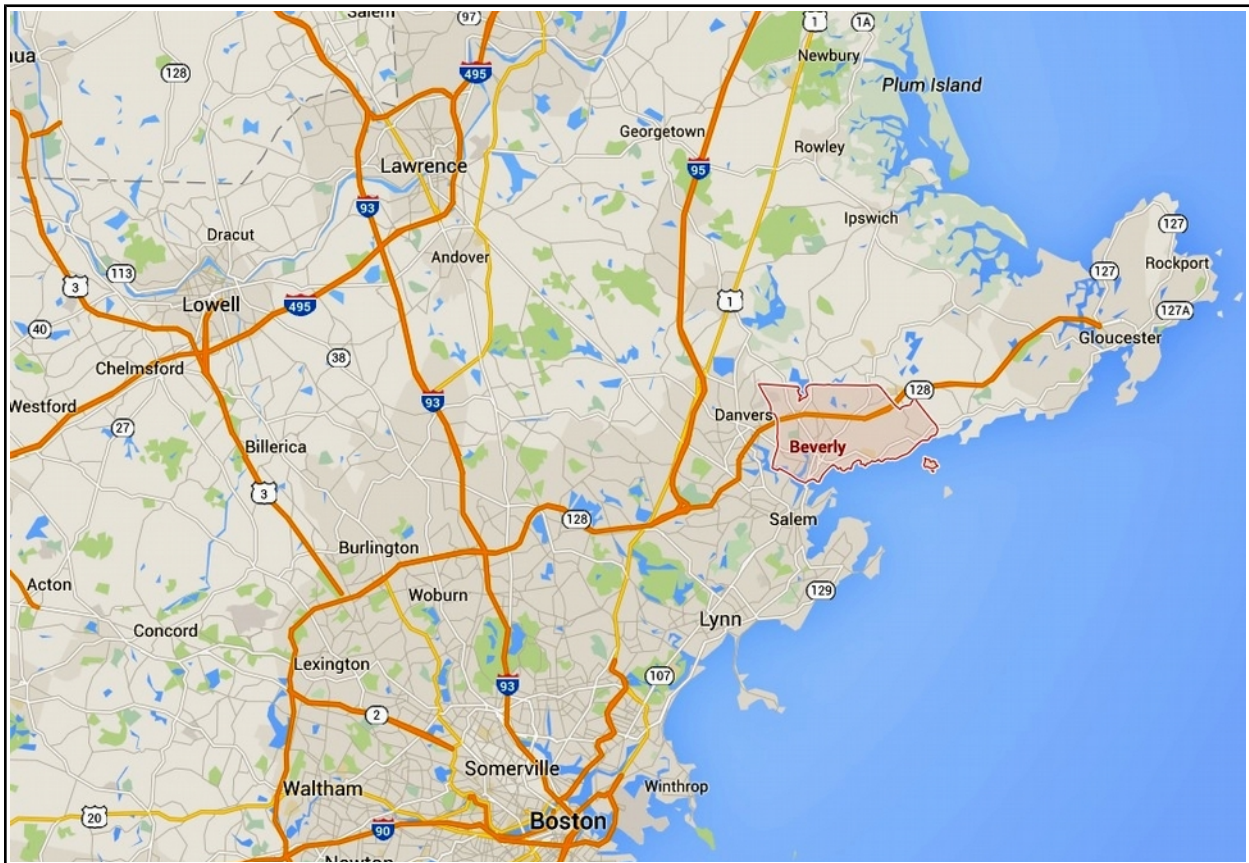 Salem
97
1
1A
ua
Newbury
128
495
Plum Island
Georgetown
Rowley
Lawrence
95
93
Ipswich
127
Dracut
Andover
Rockport
127
113
3
1
Lowell
495
127A
40
Gloucester
38
Chelmsford
128
93
Westford
Danvers
27
Billerica
Beverly
3
128
Salem
Burlington
Acton
129
Woburn
Lynn
Concord
Lexington
107
93
2
Somerville
Winthrop
Waltham
20
Boston
90
Newton